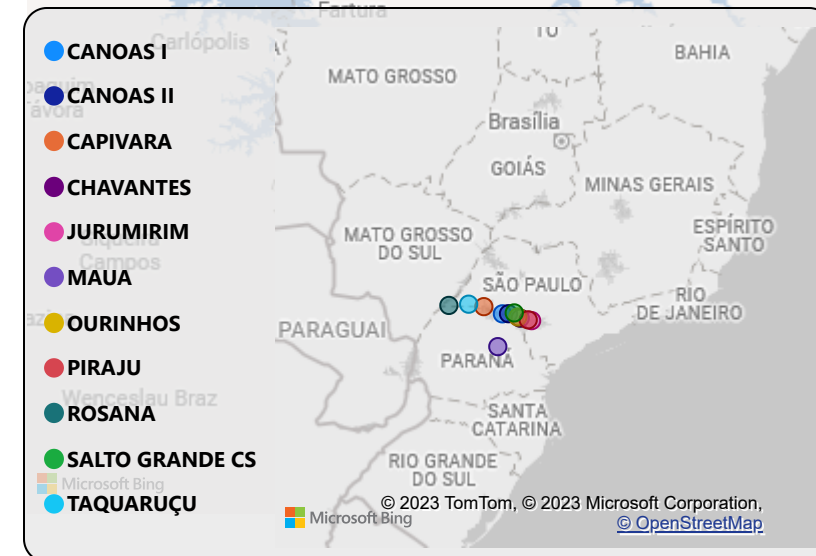 Fartura
Carlópolis
CANOAS I
CANOAS II
CAPIVARA
CHAVANTES
JURUMIRIM
Campos
MAUA
OURINHOS
PIRAJU
Wenceslau Braz
ROSANA
SALTO GRANDE CS
Microsoft Bing
TAQUARUÇU
TO
BAHIA
MATO GROSSO
Brasília
GOIÁS
MINAS GERAIS
MATO GROSSO
DO SUL
ESPÍRITO
SANTO
SÃO PAULO
RIO
DE JANEIRO
PARAGUAI
PARANÁ
SANTA
CATARINA
RIO GRANDE
DO SUL
Microsoft Bing
© 2023 TomTom, © 2023 Microsoft Corporation,
© OpenStreetMap